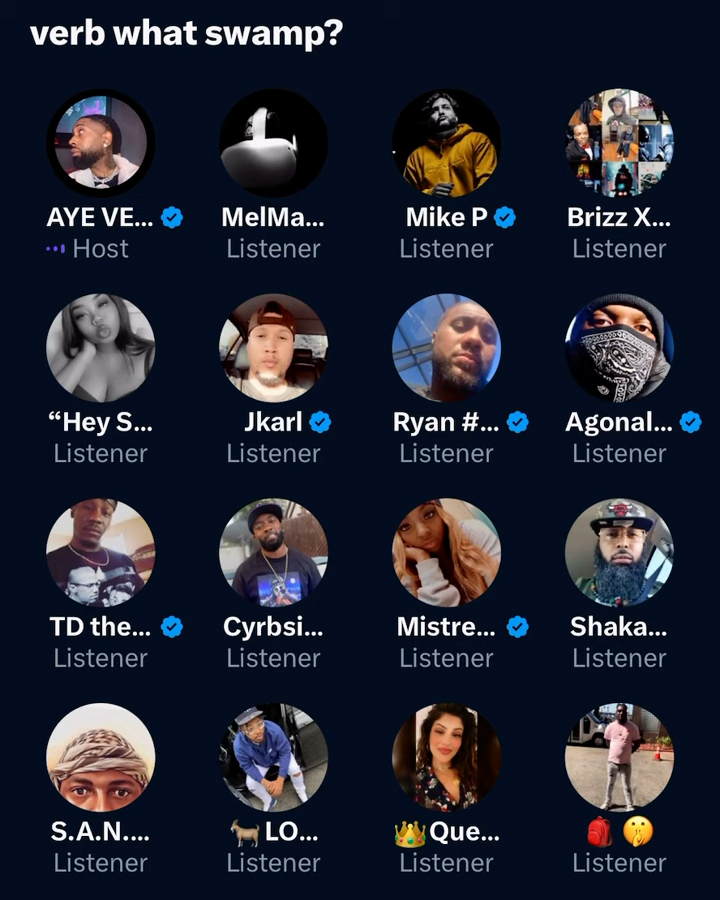 verb what swamp?
AYE VE... MelMa... Mike P Brizz X...
Host Listener Listener Listener
“Hey S... Jkarl Ryan #... Agonal...
Listener Listener Listener Listener
TD the... Cyrbsi... Mistre... Shaka...
Listener Listener Listener Listener
S.A.N.... 🐐LO... 👑Que... 🎒🤫
Listener Listener Listener Listener